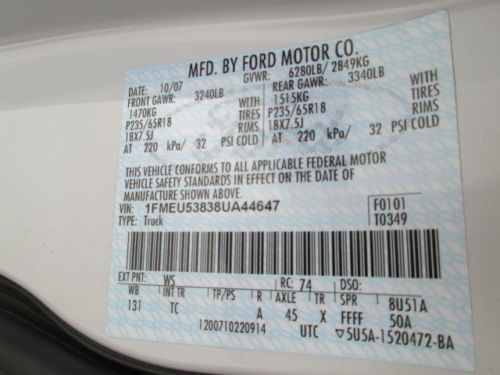 MFD. BY FORD MOTOR CO.
DATE: 10/07 GVWR: 6280LB/ 2849KG
FRONT GAWR: 3240LB REAR GAWR: 3340LB
1470KG WITH 1515KG WITH
P235/65R18 TIRES P235/65R18 TIRES
18X7.5J RIMS 18X7.5J RIMS
AT 220 kPa/ 32 PSI COLD AT 220 kPa/ 32 PSI COLD
THIS VEHICLE CONFORMS TO ALL APPLICABLE FEDERAL MOTOR
VEHICLE SAFETY STANDARDS IN EFFECT ON THE DATE OF
MANUFACTURE SHOWN ABOVE.
VIN: 1FMEU53838UA44647 F0101
TYPE: Truck T0349
EXT PNT: WS RC: 74 DSO:
WB INT TR TP/PS R AXLE TR SPR 8U51A
131 TC A 45 X FFFF 50A
1200710220914 UTC ▽5U5A-1520472-BA